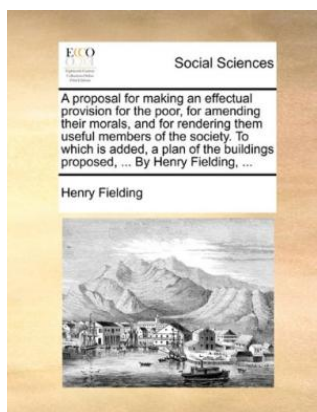 ECCO
Social Sciences
A proposal for making an effectual
provision for the poor, for amending
their morals, and for rendering them
useful members of the society. To
which is added, a plan of the buildings
proposed, ... By Henry Fielding, ...
Henry Fielding